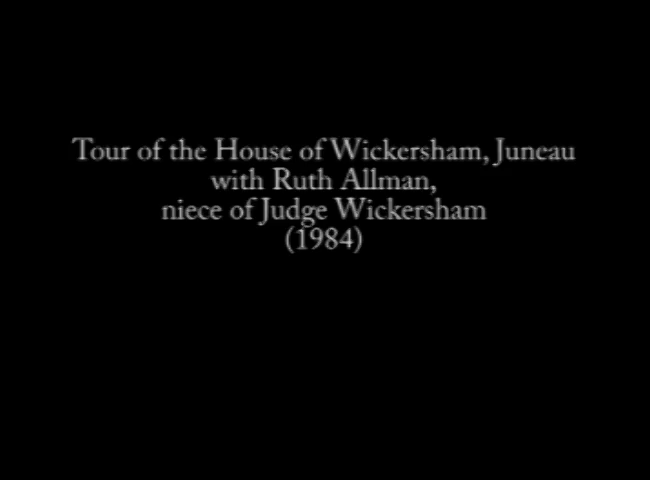 Tour of the House of Wickersham, Juneau
with Ruth Allman,
niece of Judge Wickersham
(1984)